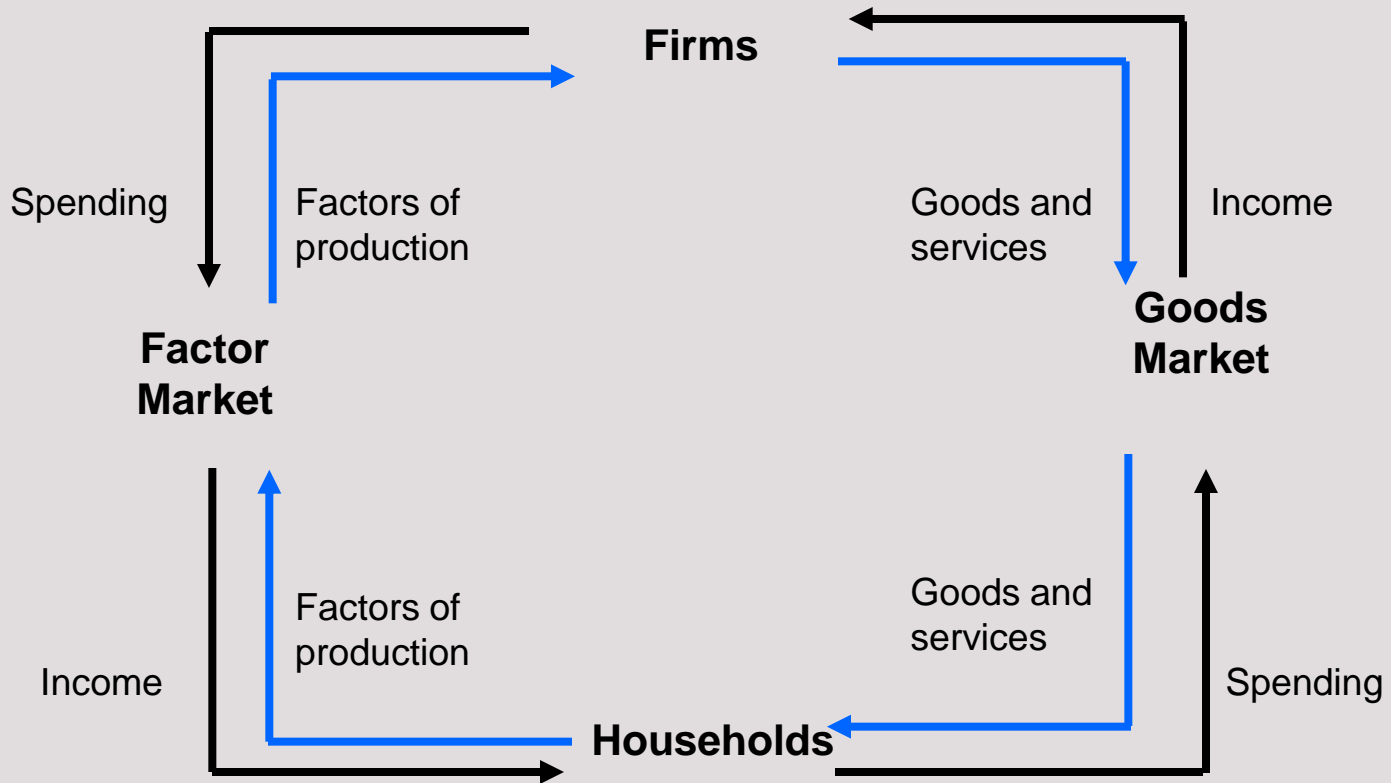 Firms
Spending
Factors of
production
Goods and
services
Income
Factor
Market
Goods
Market
Factors of
production
Goods and
services
Income
Spending
Households